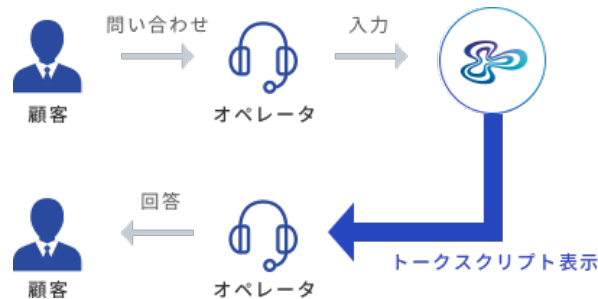 問い合わせ
入力
顧客
オペレータ
回答
トークスクリプト表示
顧客
オペレータ